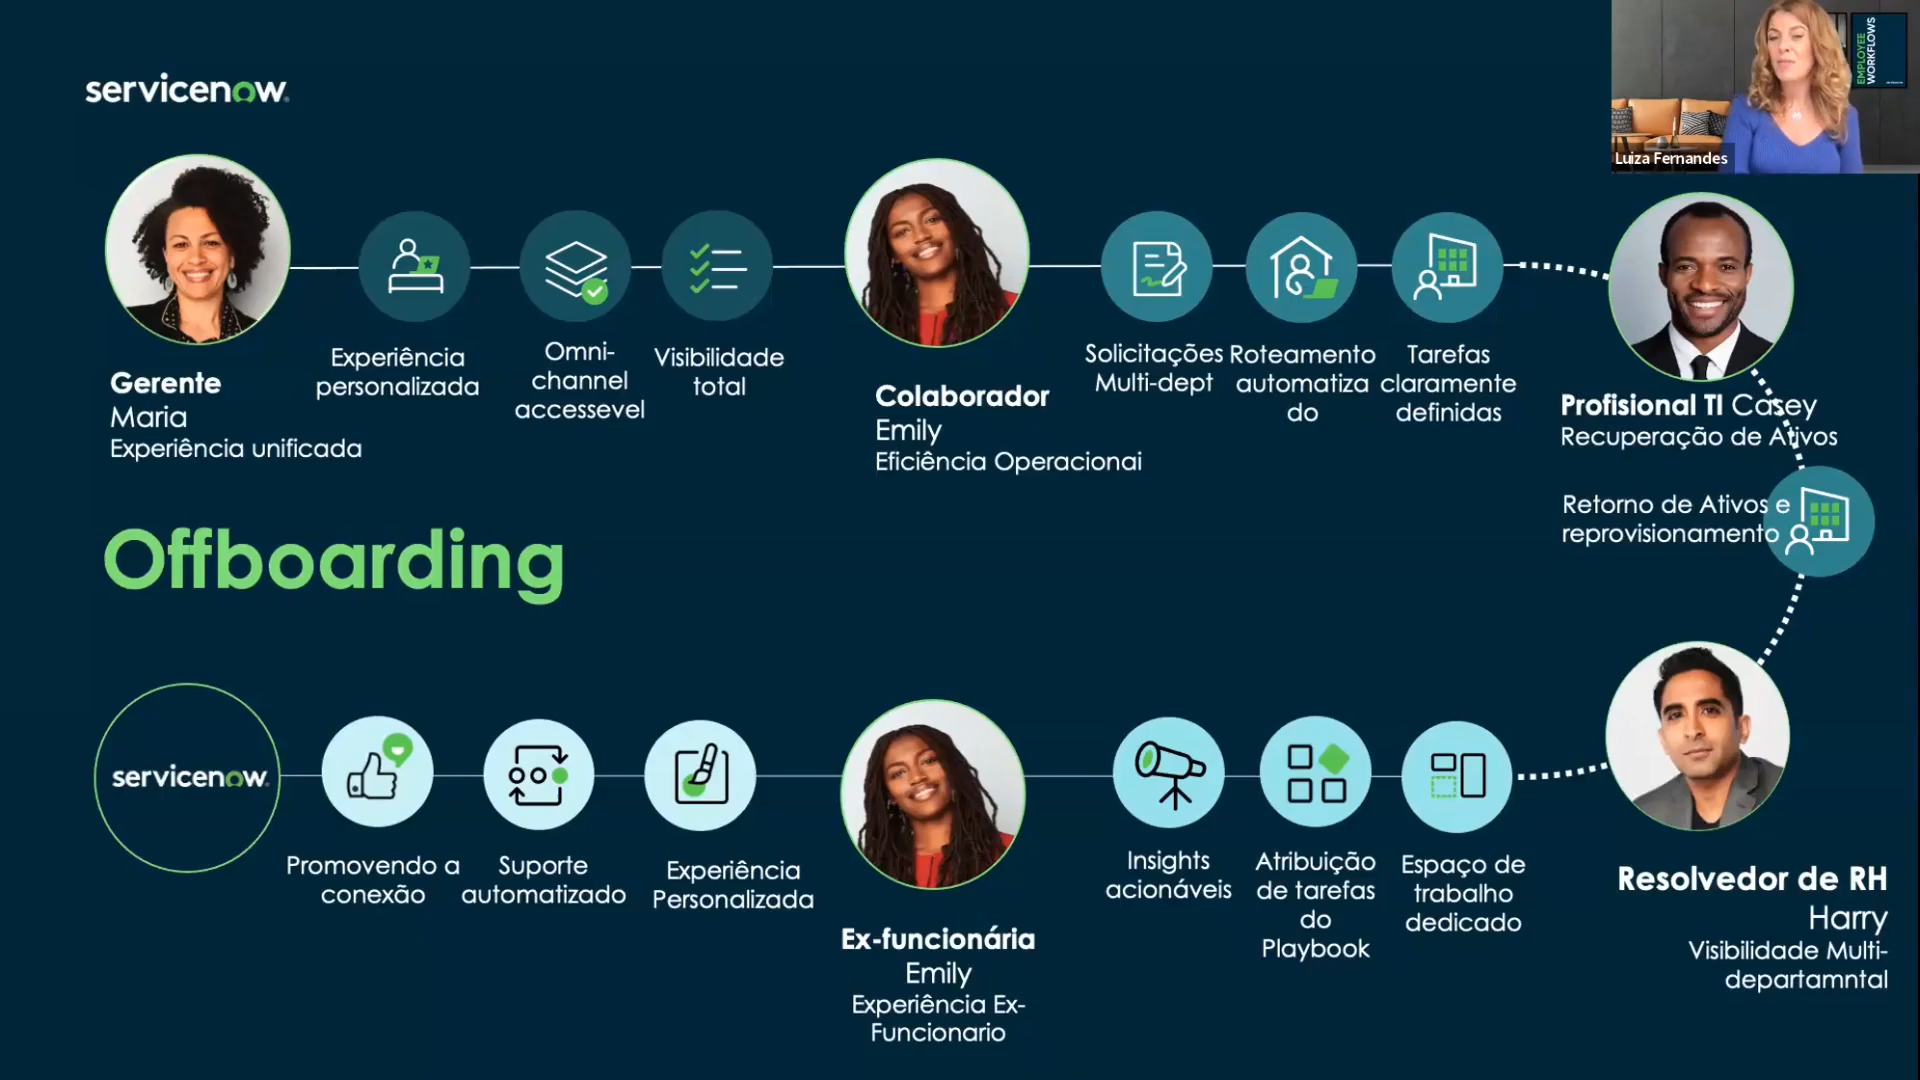 servicenow
EMPLOYEE
WORKFLOWS
Luiza Fernandes
Gerente
Maria
Experiência unificada
Experiência
personalizada
Omni-
channel
accessevel
Visibilidade
total
Colaborador
Emily
Eficiência Operacionai
Solicitações
Multi-dept
Roteamento
automatiza
do
Tarefas
claramente
definidas
Profisional TI Casey
Recuperação de Ativos
Retorno de Ativos e
reprovisionamento
Offboarding
servicenow
Promovendo a
conexão
Suporte
automatizado
Experiência
Personalizada
Ex-funcionária
Emily
Experiência Ex-
Funcionario
Insights
acionáveis
Atribuição
de tarefas
do
Playbook
Espaço de
trabalho
dedicado
Resolvedor de RH
Harry
Visibilidade Multi-
departamntal